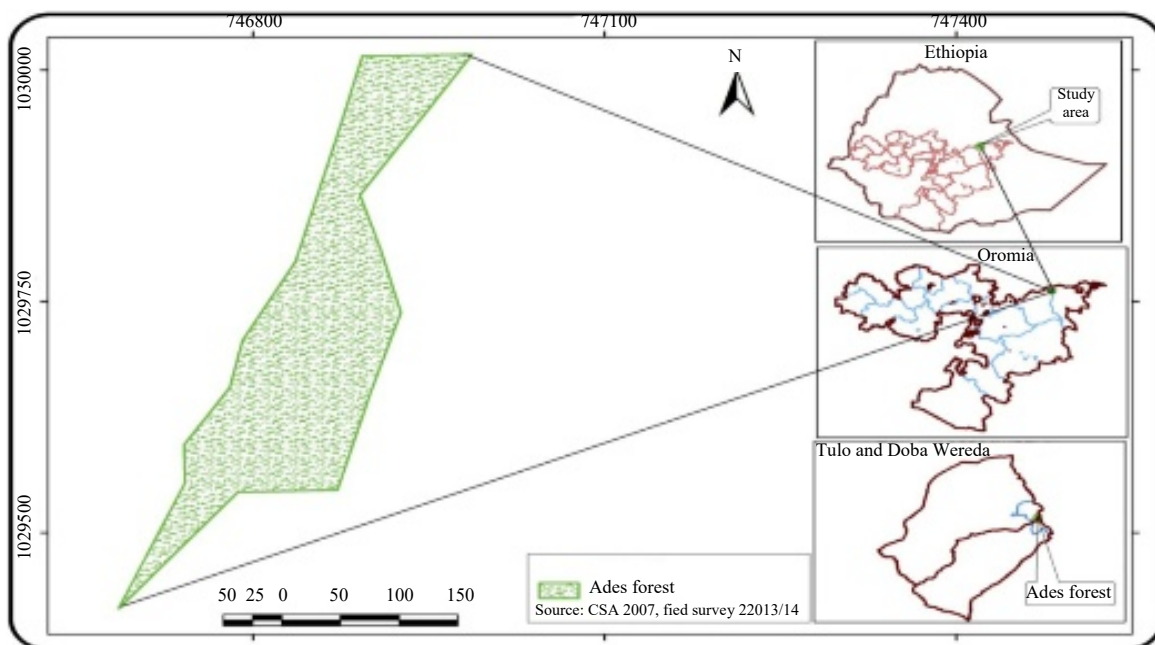 746800 747100 747400
1030000
1029750
1029500
N
Ethiopia
Study
area
Oromia
Tulo and Doba Wereda
Ades forest
Ades forest
Source: CSA 2007, fied survey 22013/14
50 25 0 50 100 150